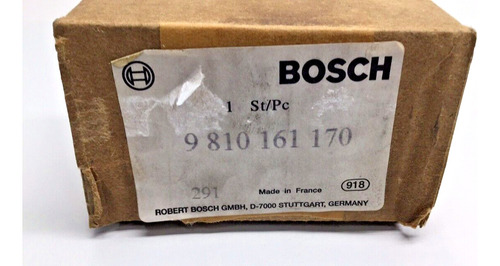 BOSCH
1 St/Pc
9 810 161 170
291 Made in France 918
ROBERT BOSCH GMBH, D-7000 STUTTGART, GERMANY